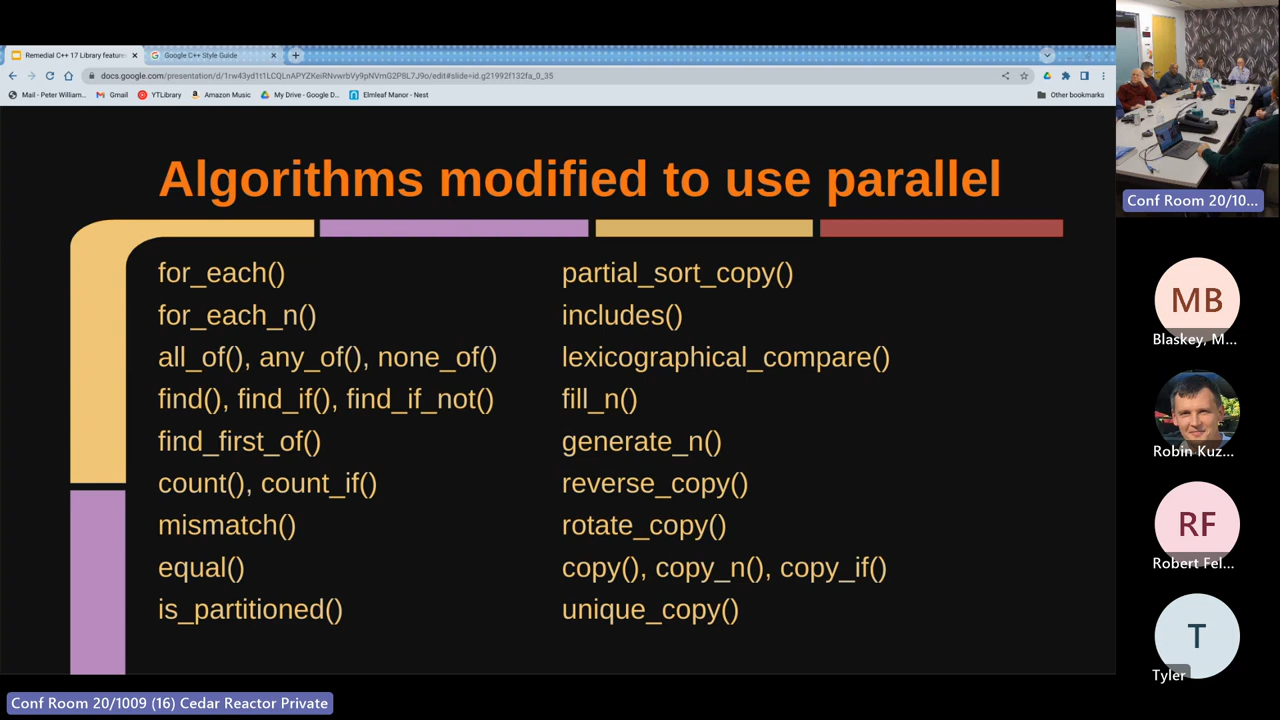 Remedial C++ 17 Library feature
Google C++ Style Guide
docs.google.com/presentation/d/1rw43yd1t1LCQLnAPYZKeiRNvwrbVy9pNVmG2P8L7J9o/edit#slide=id.g21992f132fa_0_35
Mail - Peter William...
Gmail
YTLibrary
Amazon Music
My Drive - Google D...
Elmleaf Manor - Nest
Other bookmarks
Algorithms modified to use parallel
for_each()
for_each_n()
all_of(), any_of(), none_of()
find(), find_if(), find_if_not()
find_first_of()
count(), count_if()
mismatch()
equal()
is_partitioned()
partial_sort_copy()
includes()
lexicographical_compare()
fill_n()
generate_n()
reverse_copy()
rotate_copy()
copy(), copy_n(), copy_if()
unique_copy()
Conf Room 20/10...
MB
Blaskey, M...
Robin Kuz...
RF
Robert Fel...
T
Tyler
Conf Room 20/1009 (16) Cedar Reactor Private